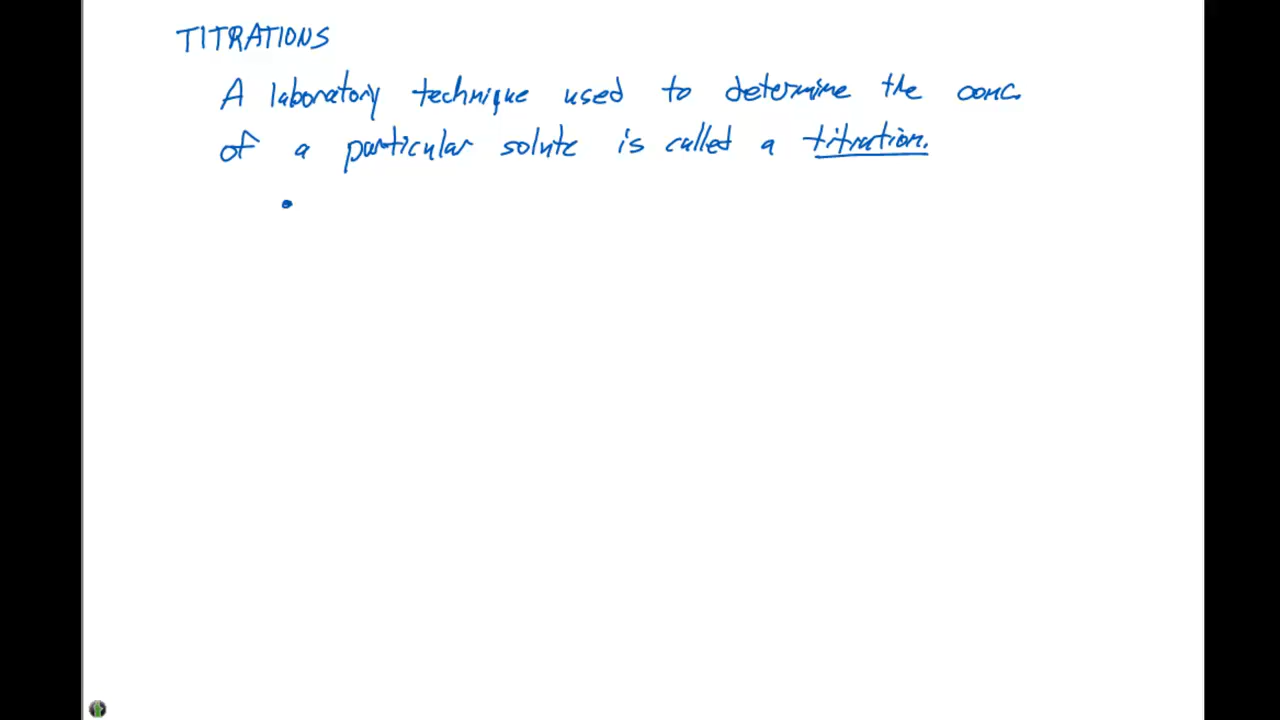 TITRATIONS
A laboratory technique used to determine the conc.
of a particular solute is called a titration.
•